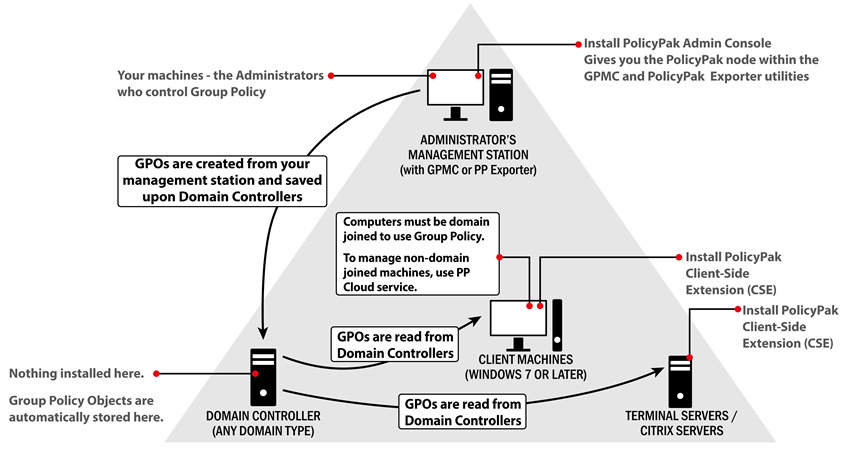 Install PolicyPak Admin Console
Gives you the PolicyPak node within the
GPMC and PolicyPak Exporter utilities
Your machines - the Administrators
who control Group Policy
ADMINISTRATOR'S
MANAGEMENT STATION
(with GPMC or PP Exporter)
GPOs are created from your
management station and saved
upon Domain Controllers
Computers must be domain
joined to use Group Policy.
To manage non-domain
joined machines, use PP
Cloud service.
Install PolicyPak
Client-Side
Extension (CSE)
Install PolicyPak
Client-Side
Extension (CSE)
GPOs are read from
Domain Controllers
CLIENT MACHINES
(WINDOWS 7 OR LATER)
Nothing installed here.
Group Policy Objects are
automatically stored here.
DOMAIN CONTROLLER
(ANY DOMAIN TYPE)
GPOs are read from
Domain Controllers
TERMINAL SERVERS /
CITRIX SERVERS